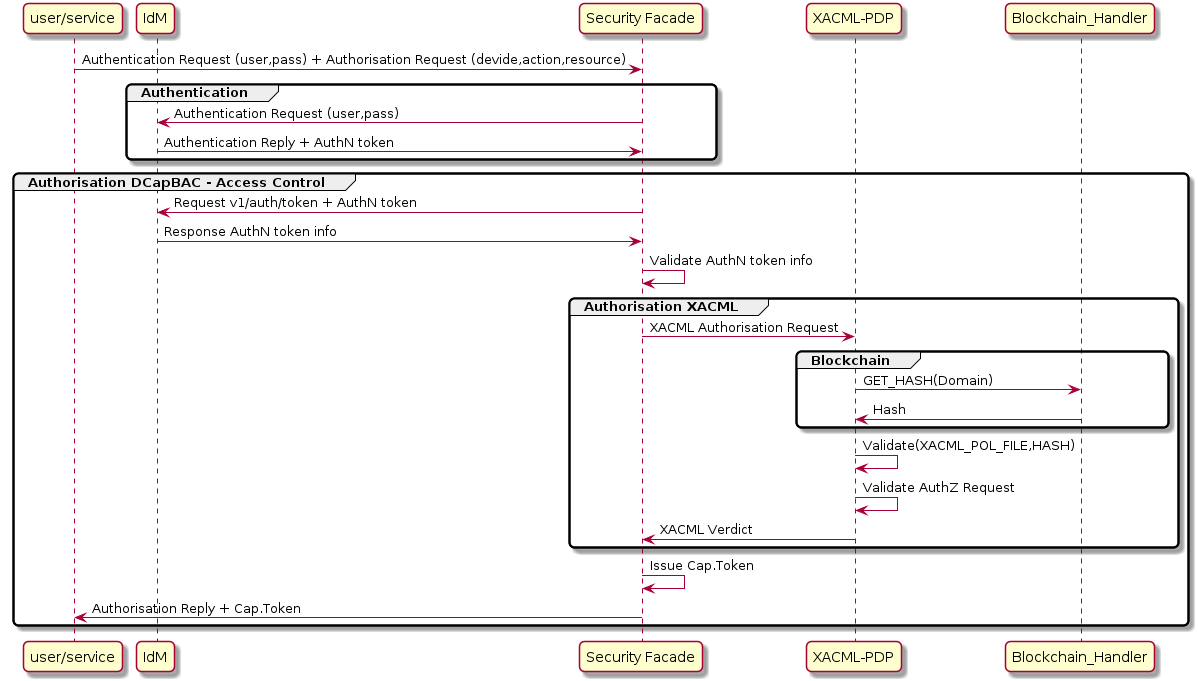 user/service
IdM
Security Facade
XACML-PDP
Blockchain_Handler
Authentication Request (user,pass) + Authorisation Request (devide,action,resource)
Authentication
Authentication Request (user,pass)
Authentication Reply + AuthN token
Authorisation DCapBAC - Access Control
Request v1/auth/token + AuthN token
Response AuthN token info
Validate AuthN token info
Authorisation XACML
XACML Authorisation Request
Blockchain
GET_HASH(Domain)
Hash
Validate(XACML_POL_FILE,HASH)
Validate AuthZ Request
XACML Verdict
Issue Cap.Token
Authorisation Reply + Cap.Token
user/service
IdM
Security Facade
XACML-PDP
Blockchain_Handler